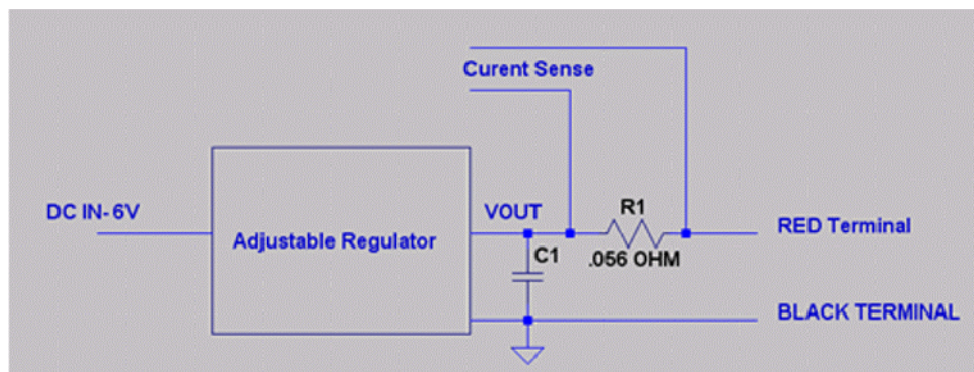 Curent Sense
DC IN- 6V
Adjustable Regulator
VOUT
C1
R1
.056 OHM
RED Terminal
BLACK TERMINAL